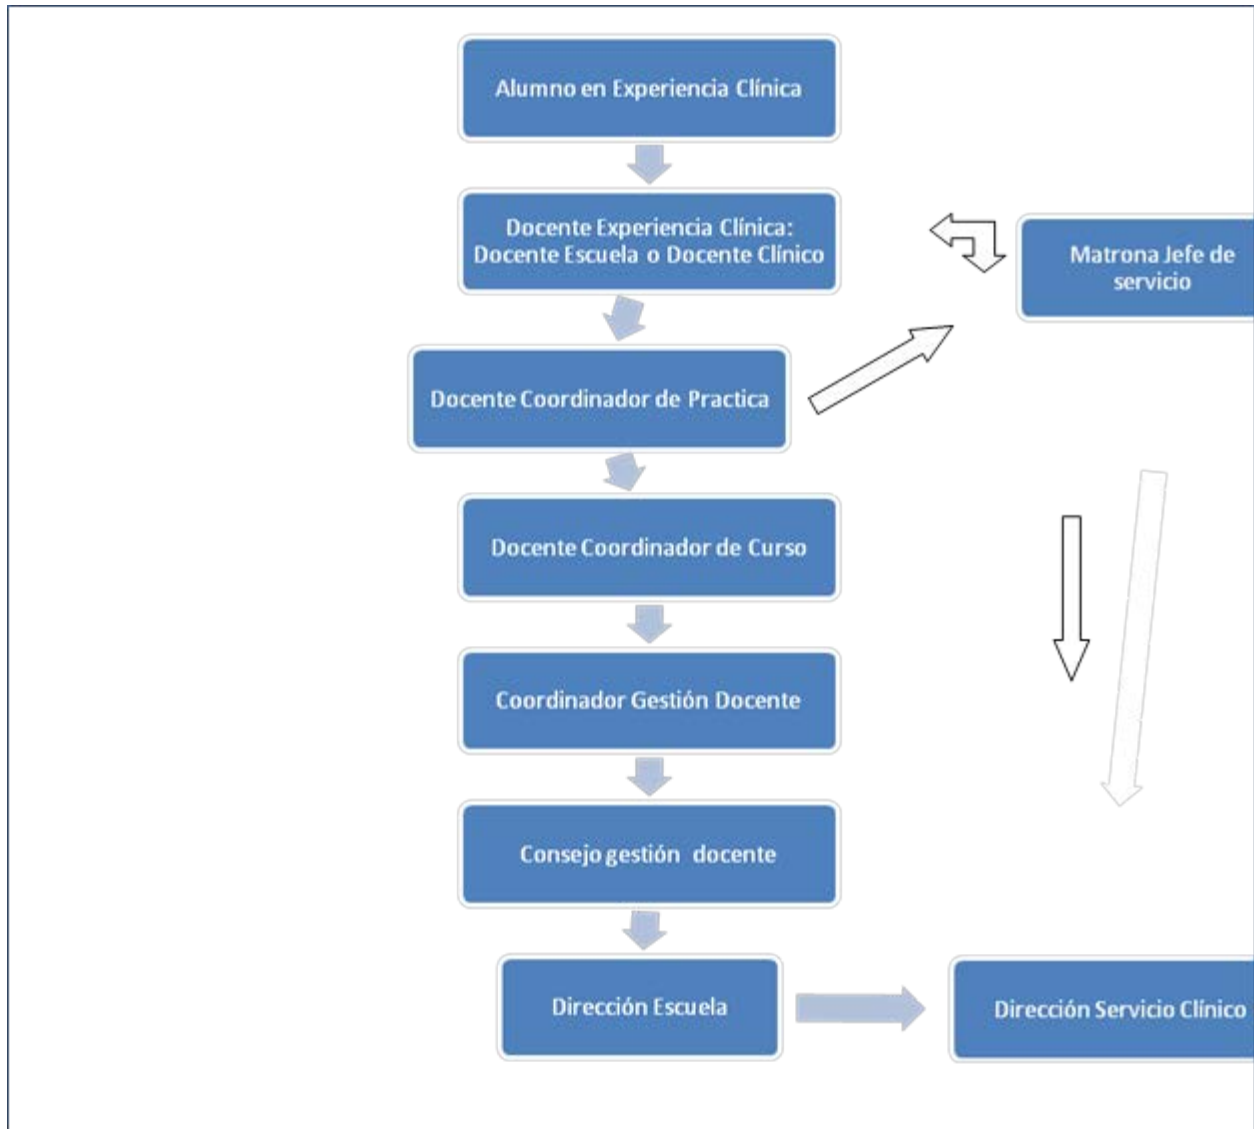 Alumno en Experiencia Clínica
Docente Experiencia Clínica:
Docente Escuela o Docente Clínico
Matrona Jefe de
servicio
Docente Coordinador de Practica
Docente Coordinador de Curso
Coordinador Gestión Docente
Consejo gestión docente
Dirección Escuela
Dirección Servicio Clínico